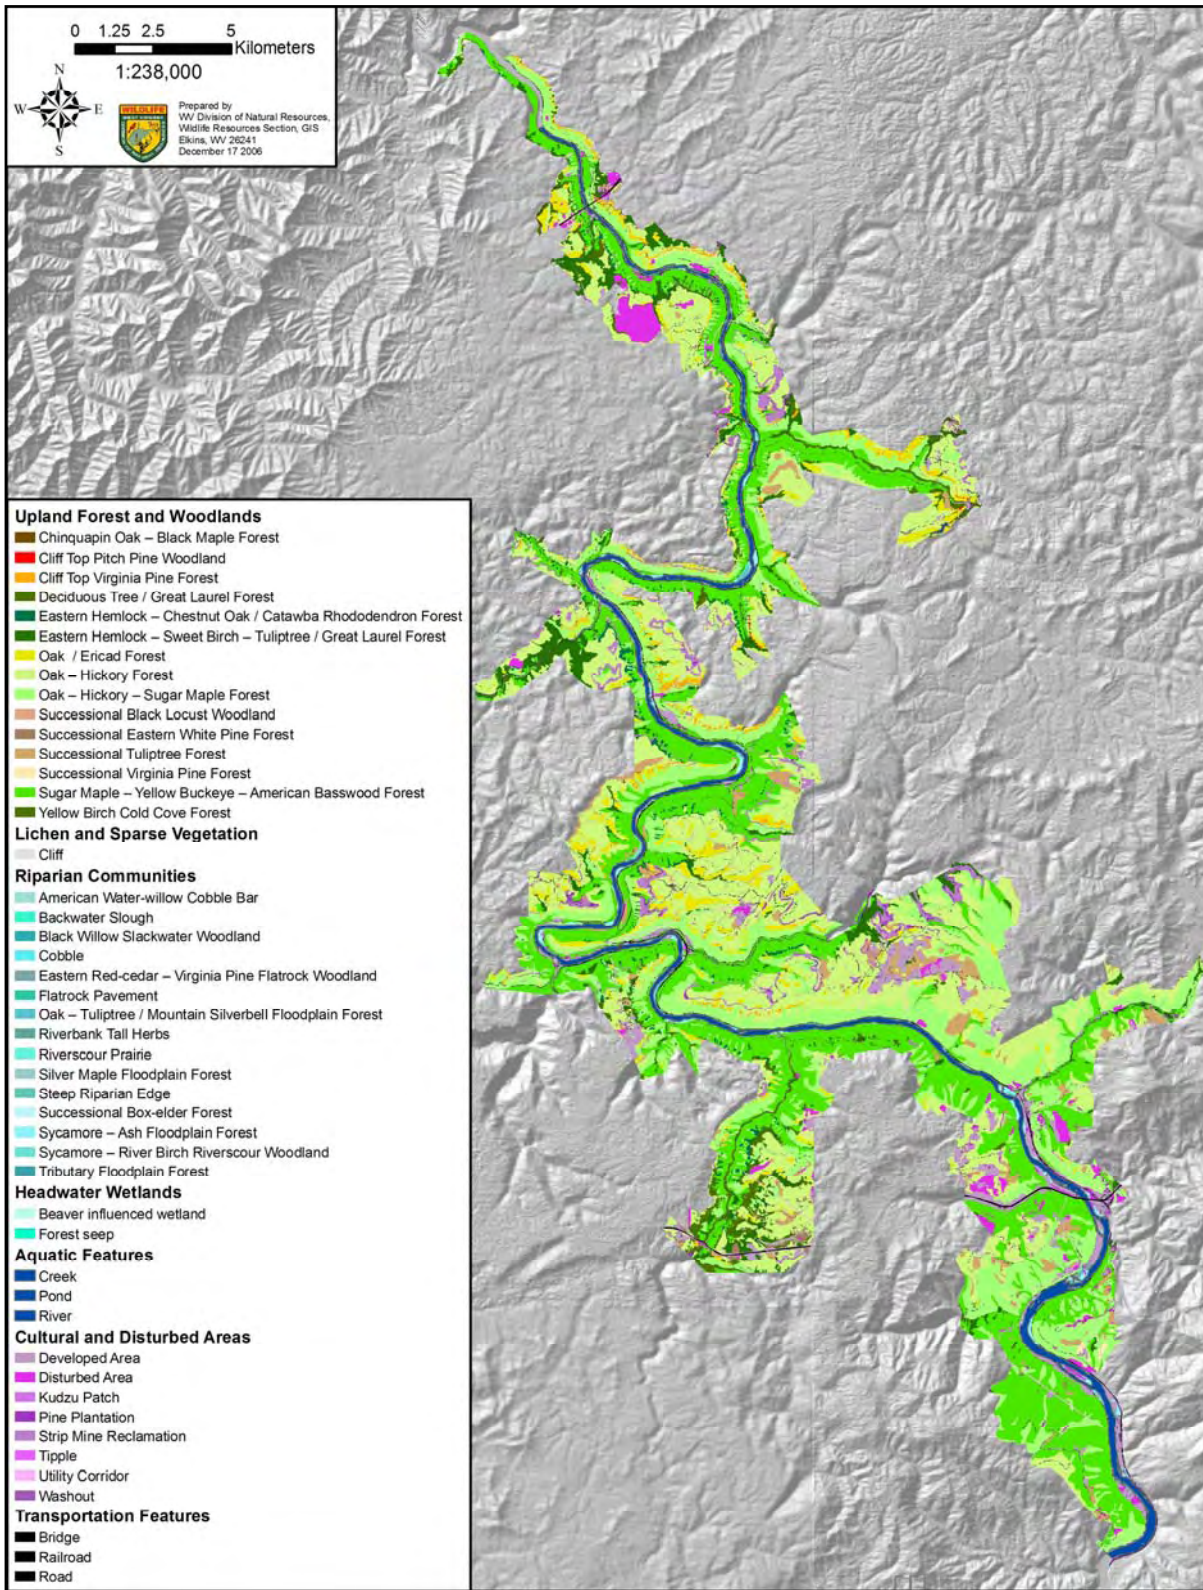 0 1.25 2.5 5
Kilometers
1:238,000
N
W E
S
WILDLIFE
Prepared by
WV Division of Natural Resources,
Wildlife Resources Section, GIS
Elkins, WV 26241
December 17 2006
Upland Forest and Woodlands
Chinquapin Oak – Black Maple Forest
Cliff Top Pitch Pine Woodland
Cliff Top Virginia Pine Forest
Deciduous Tree / Great Laurel Forest
Eastern Hemlock – Chestnut Oak / Catawba Rhododendron Forest
Eastern Hemlock – Sweet Birch – Tuliptree / Great Laurel Forest
Oak / Ericad Forest
Oak – Hickory Forest
Oak – Hickory – Sugar Maple Forest
Successional Black Locust Woodland
Successional Eastern White Pine Forest
Successional Tuliptree Forest
Successional Virginia Pine Forest
Sugar Maple – Yellow Buckeye – American Basswood Forest
Yellow Birch Cold Cove Forest
Lichen and Sparse Vegetation
Cliff
Riparian Communities
American Water-willow Cobble Bar
Backwater Slough
Black Willow Slackwater Woodland
Cobble
Eastern Red-cedar – Virginia Pine Flatrock Woodland
Flatrock Pavement
Oak – Tuliptree / Mountain Silverbell Floodplain Forest
Riverbank Tall Herbs
Riverscour Prairie
Silver Maple Floodplain Forest
Steep Riparian Edge
Successional Box-elder Forest
Sycamore – Ash Floodplain Forest
Sycamore – River Birch Riverscour Woodland
Tributary Floodplain Forest
Headwater Wetlands
Beaver influenced wetland
Forest seep
Aquatic Features
Creek
Pond
River
Cultural and Disturbed Areas
Developed Area
Disturbed Area
Kudzu Patch
Pine Plantation
Strip Mine Reclamation
Tipple
Utility Corridor
Washout
Transportation Features
Bridge
Railroad
Road